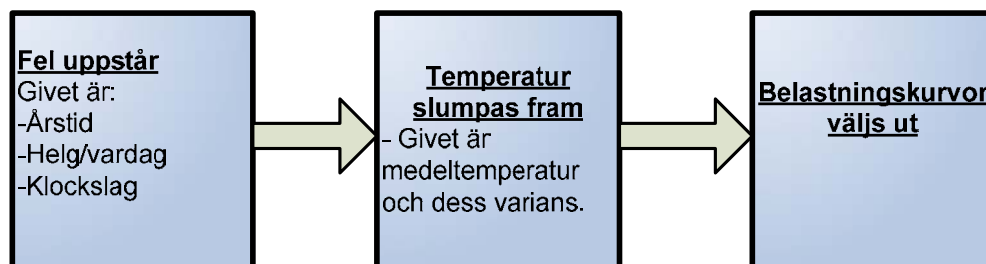 Fel uppstår
Givet är:
-Årstid
-Helg/vardag
-Klockslag
Temperatur
slumpas fram
- Givet är
medeltemperatur
och dess varians.
Belastningskurvor
väljs ut